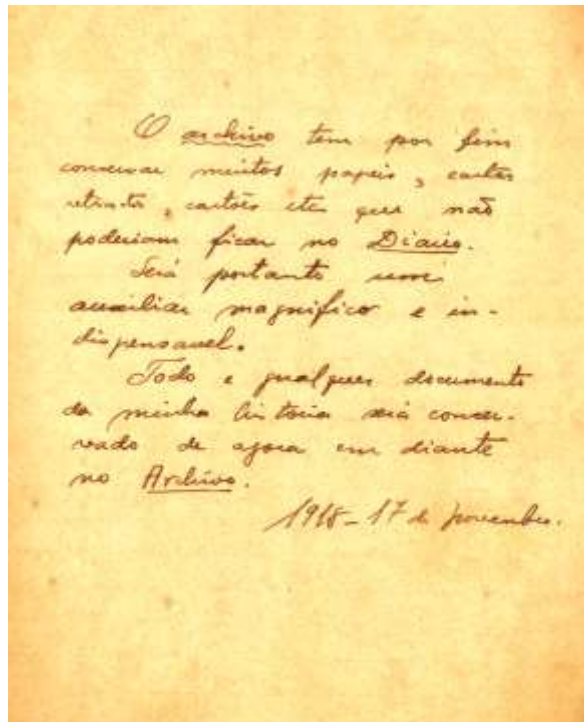 O archivo tem por fim
conservar muitos papeis, cartas
retratos, cartões etc que não
poderiam ficar no Diario.
Será portanto um
auxiliar magnifico e in-
dispensavel.
Todo e qualquer documento
da minha historia será conser-
vado de agora em diante
no Archivo.
1918-17 de novembro.